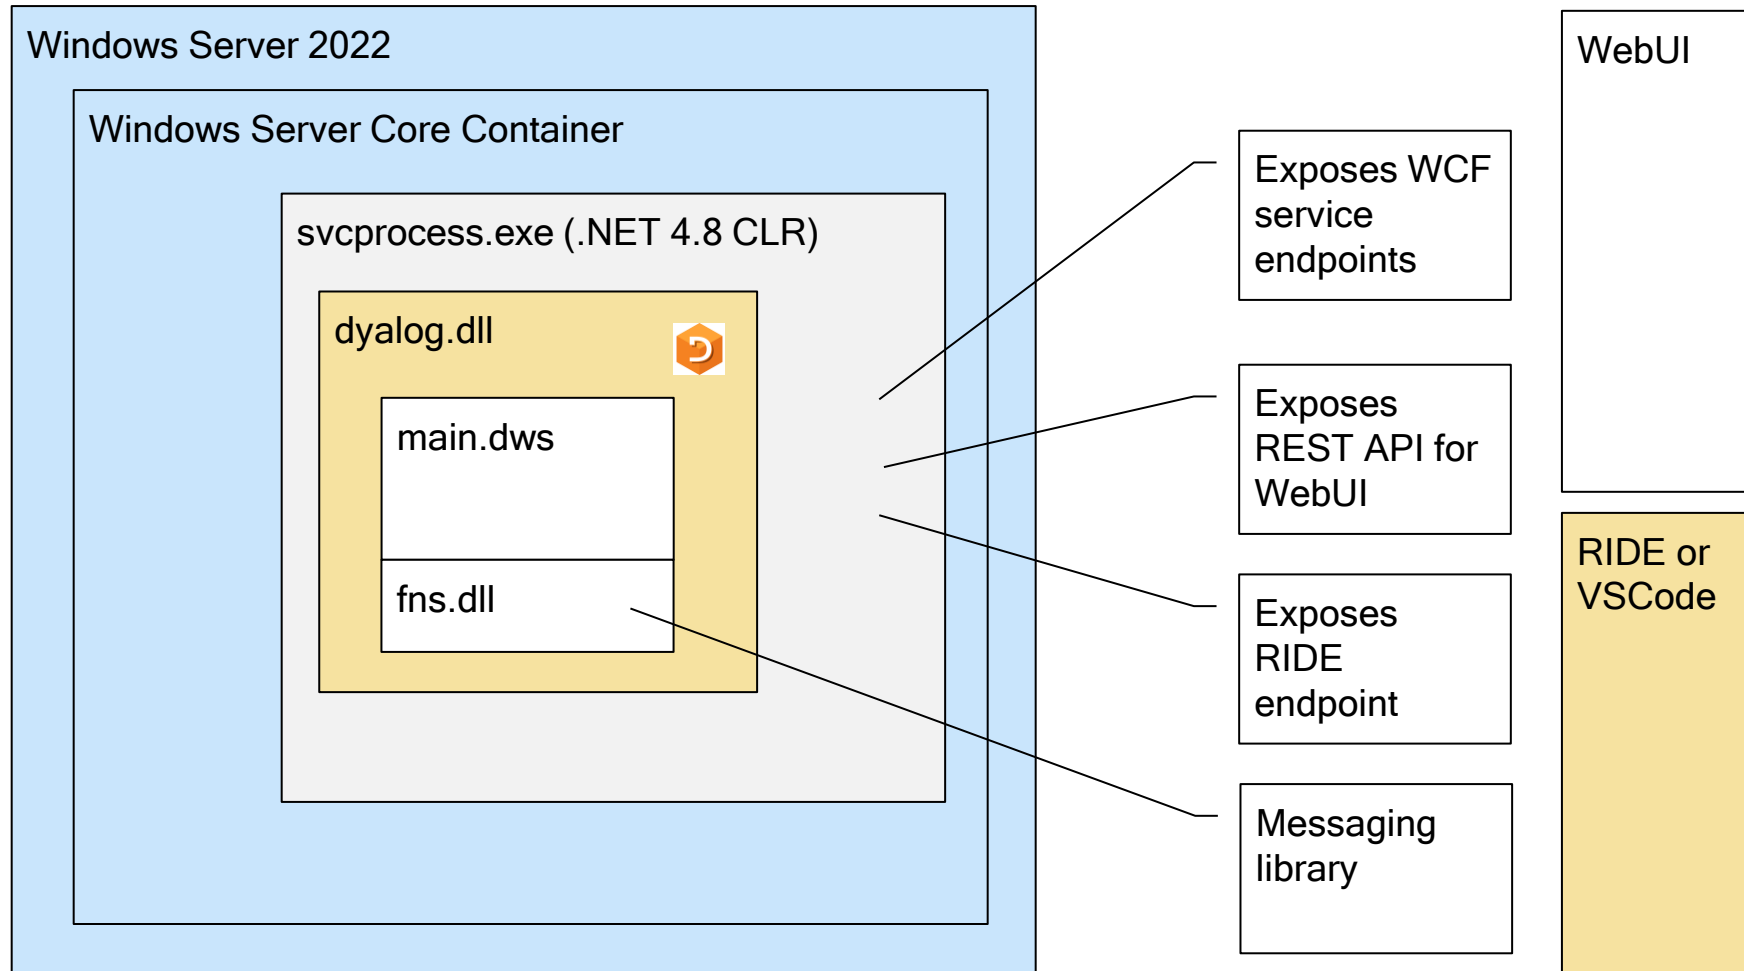 Windows Server 2022
Windows Server Core Container
svcprocess.exe (.NET 4.8 CLR)
dyalog.dll
main.dws
fns.dll
Exposes WCF
service
endpoints
Exposes
REST API for
WebUI
Exposes
RIDE
endpoint
Messaging
library
WebUI
RIDE or
VSCode